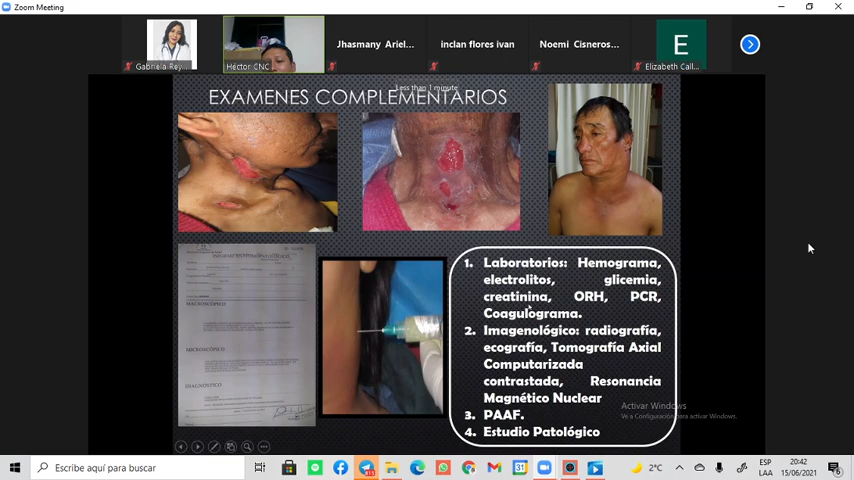 Zoom Meeting
Gabriela Rey...
Héctor CNC
Jhasmany Ariel...
inclan flores ivan
Noemi Cisneros...
E
Elizabeth Call...
Less than 1 minute
EXAMENES COMPLEMENTARIOS
MACROSCÓPICO
MICROSCÓPICO
DIAGNOSTICO
1. Laboratorios: Hemograma,
electrolitos, glicemia,
creatinina, ORH, PCR,
Coagulograma.
2. Imagenológico: radiografía,
ecografía, Tomografía Axial
Computarizada
contrastada, Resonancia
Magnético Nuclear
3. PAAF.
4. Estudio Patológico
Activar Windows
Ve a Configuración para activar Windows.
Escribe aquí para buscar
2°C
ESP
LAA
20:42
15/06/2021